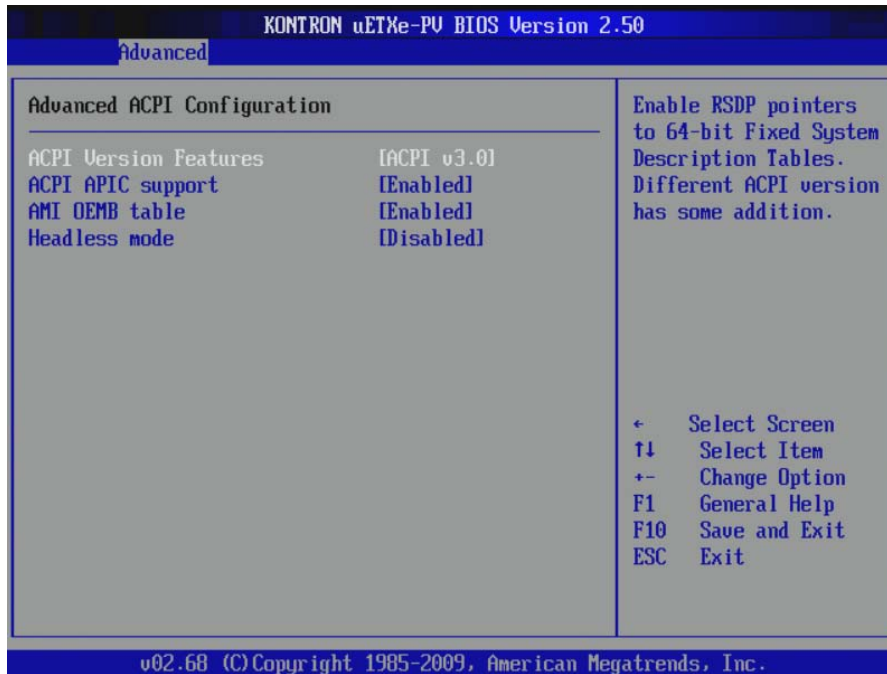 KONTRON uETXe-PV BIOS Version 2.50
Advanced
Advanced ACPI Configuration
ACPI Version Features [ACPI v3.0]
ACPI APIC support [Enabled]
AMI OEMB table [Enabled]
Headless mode [Disabled]
Enable RSDP pointers
to 64-bit Fixed System
Description Tables.
Different ACPI version
has some addition.
← Select Screen
↑↓ Select Item
+- Change Option
F1 General Help
F10 Save and Exit
ESC Exit
v02.68 (C)Copyright 1985-2009, American Megatrends, Inc.